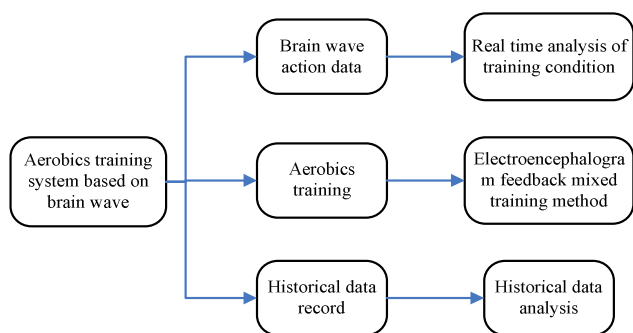 Brain wave
action data
Real time analysis of
training condition
Aerobics training
system based on
brain wave
Aerobics
training
Electroencephalogra
m feedback mixed
training method
Historical data
record
Historical data
analysis